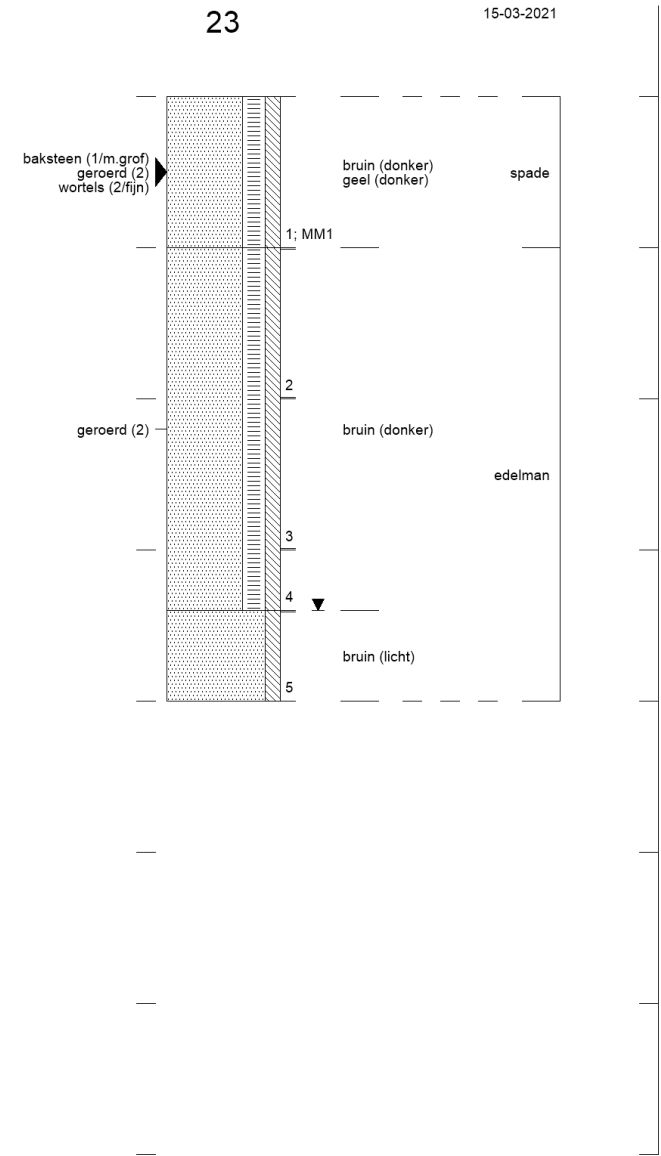 23
15-03-2021
baksteen (1/m.grof)
geroerd (2)
wortels (2/fijn)
bruin (donker)
geel (donker)
spade
1; MM1
2
geroerd (2)
bruin (donker)
edelman
3
4
bruin (licht)
5